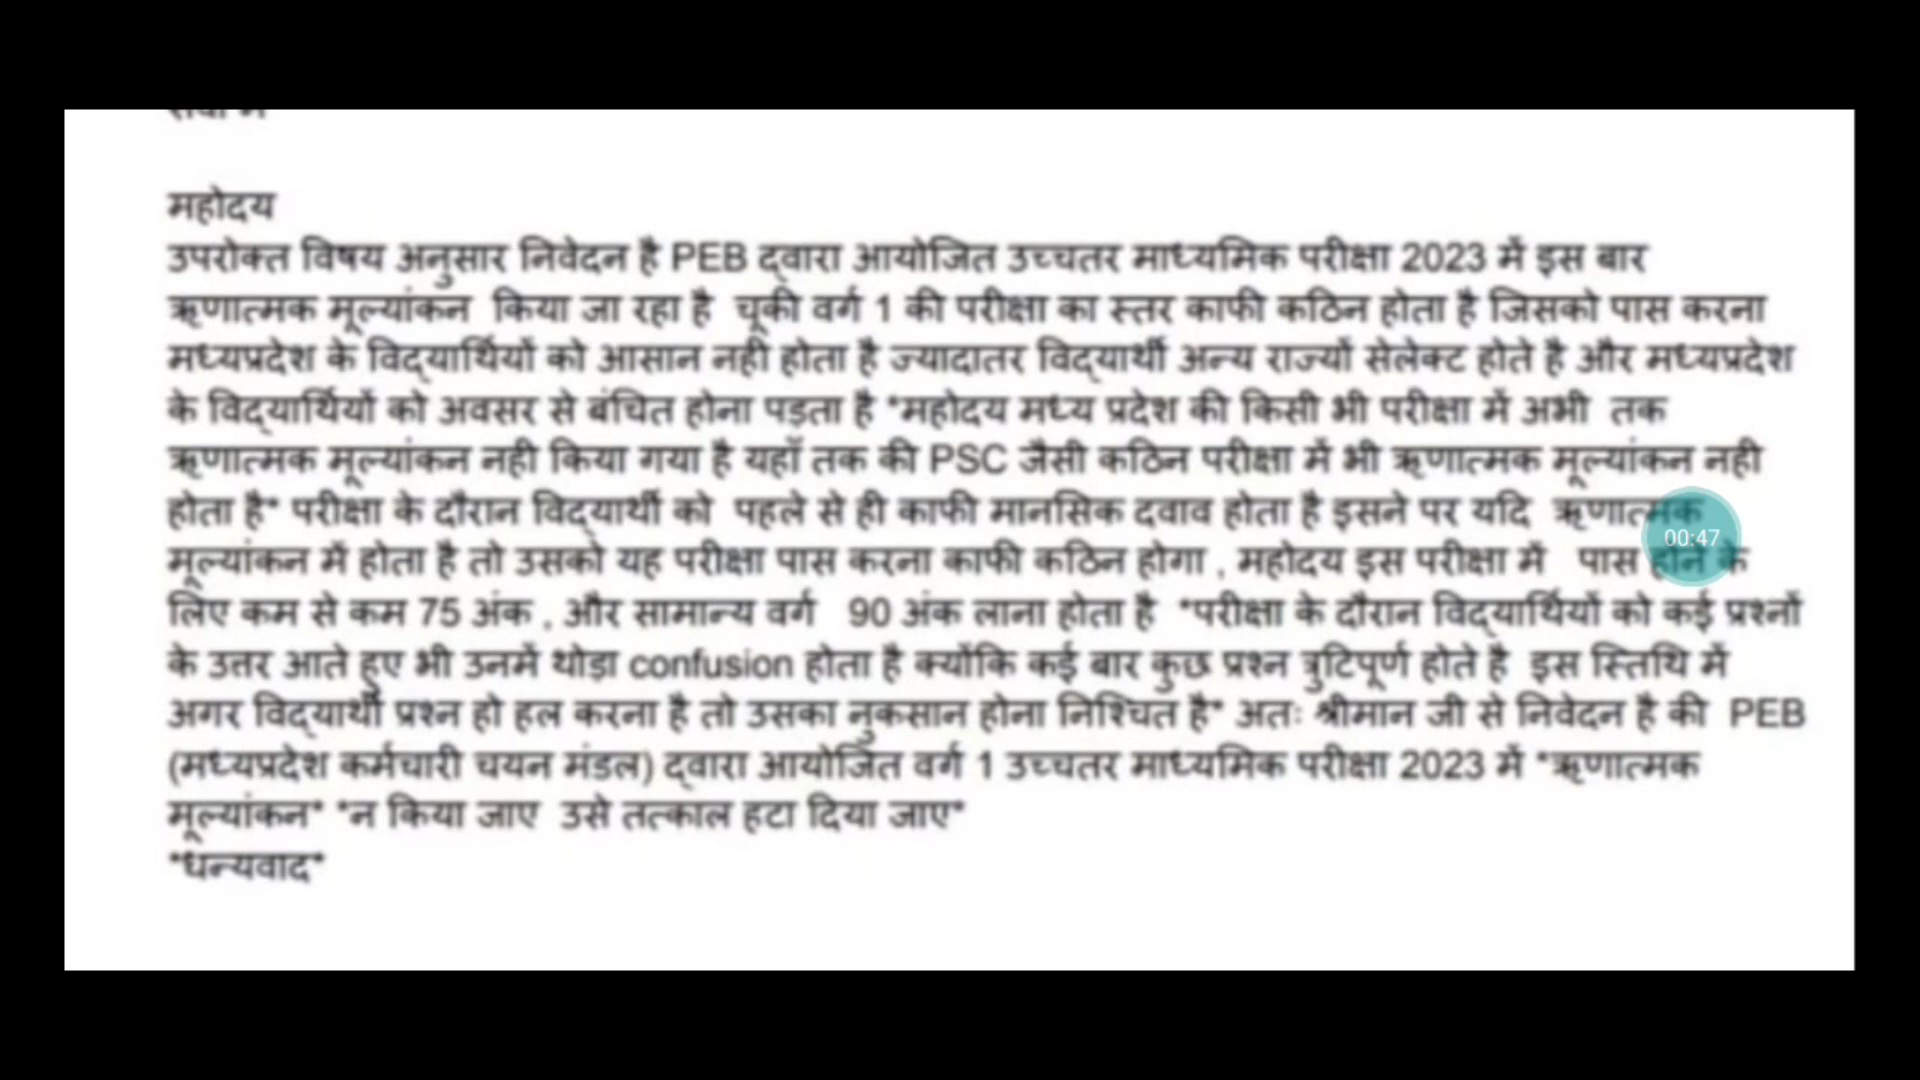 महोदय
उपरोक्त विषय अनुसार निवेदन है PEB द्वारा आयोजित उच्चतर माध्यमिक परीक्षा 2023 में इस बार
ऋणात्मक मूल्यांकन किया जा रहा है चूकी वर्ग 1 की परीक्षा का स्तर काफी कठिन होता है जिसको पास करना
मध्यप्रदेश के विद्यार्थियों को आसान नही होता है ज्यादातर विद्यार्थी अन्य राज्यों सेलेक्ट होते है और मध्यप्रदेश
के विद्यार्थियों को अवसर से बंचित होना पड़ता है *महोदय मध्य प्रदेश की किसी भी परीक्षा में अभी तक
ऋणात्मक मूल्यांकन नही किया गया है यहाँ तक की PSC जैसी कठिन परीक्षा में भी ऋणात्मक मूल्यांकन नही
होता है* परीक्षा के दौरान विद्यार्थी को पहले से ही काफी मानसिक दवाव होता है इसने पर यदि ऋणात्मक
मूल्यांकन में होता है तो उसको यह परीक्षा पास करना काफी कठिन होगा , महोदय इस परीक्षा में पास होने के
00:47
लिए कम से कम 75 अंक , और सामान्य वर्ग 90 अंक लाना होता है *परीक्षा के दौरान विद्यार्थियों को कई प्रश्नों
के उत्तर आते हुए भी उनमें थोड़ा confusion होता है क्योंकि कई बार कुछ प्रश्न त्रुटिपूर्ण होते है इस स्तिथि में
अगर विद्यार्थी प्रश्न हो हल करना है तो उसका नुकसान होना निश्चित है* अतः श्रीमान जी से निवेदन है की PEB
(मध्यप्रदेश कर्मचारी चयन मंडल) द्वारा आयोजित वर्ग 1 उच्चतर माध्यमिक परीक्षा 2023 में *ऋणात्मक
मूल्यांकन* *न किया जाए उसे तत्काल हटा दिया जाए*
*धन्यवाद*